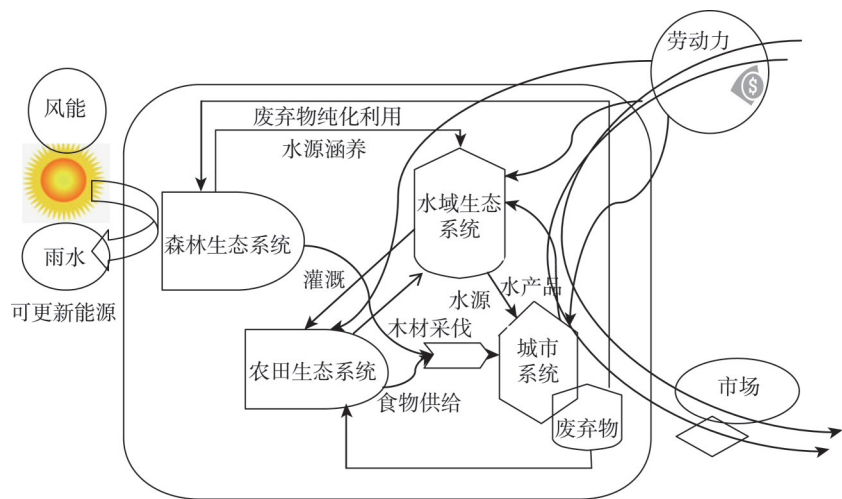 劳动力
$
风能
废弃物纯化利用
水源涵养
水域生态
系统
森林生态系统
雨水
灌溉
水产品
水源
可更新能源
木材采伐
城市
系统
农田生态系统
市场
食物供给
废弃物